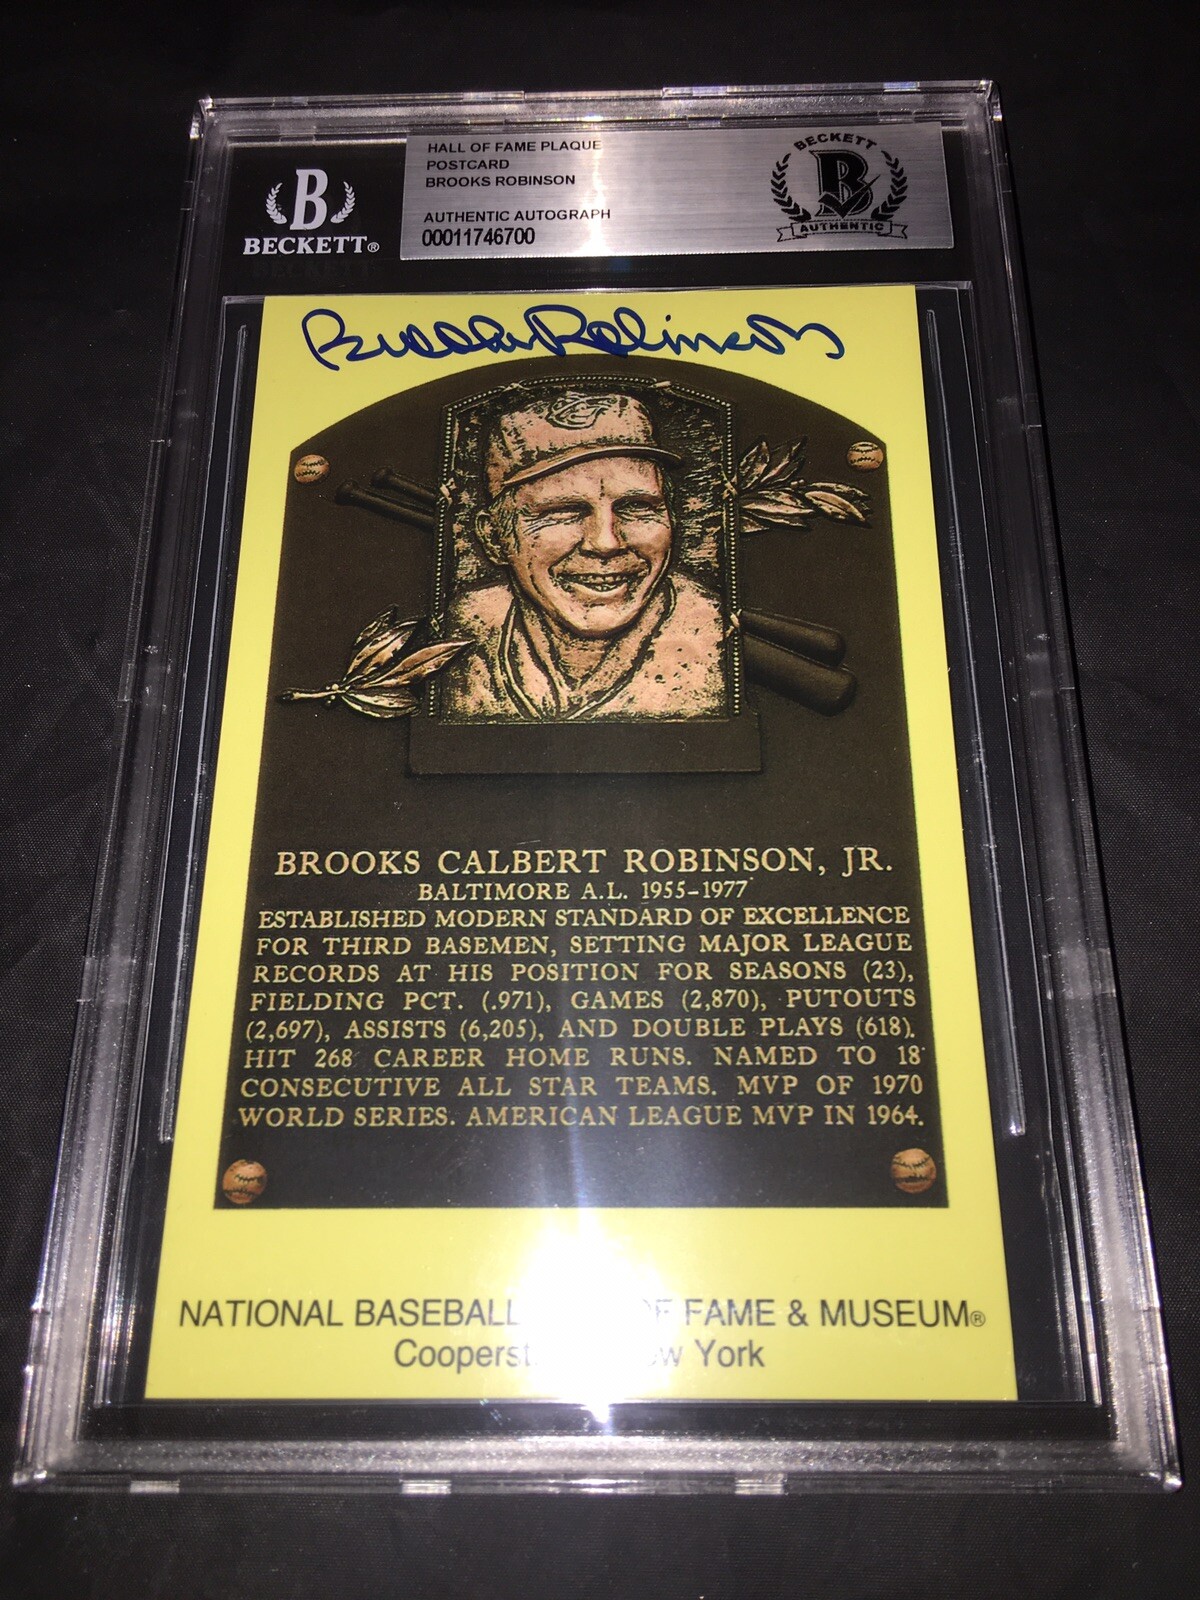 HALL OF FAME PLAQUE
POSTCARD
BROOKS ROBINSON
AUTHENTIC AUTOGRAPH
00011746700
B
BECKETT®
BECKETT
B
AUTHENTIC
Brooks Robinson
BROOKS CALBERT ROBINSON, JR.
BALTIMORE A.L. 1955-1977
ESTABLISHED MODERN STANDARD OF EXCELLENCE
FOR THIRD BASEMEN, SETTING MAJOR LEAGUE
RECORDS AT HIS POSITION FOR SEASONS (23),
FIELDING PCT. (.971), GAMES (2,870), PUTOUTS
(2,697), ASSISTS (6,205), AND DOUBLE PLAYS (618).
HIT 268 CAREER HOME RUNS. NAMED TO 18
CONSECUTIVE ALL STAR TEAMS. MVP OF 1970
WORLD SERIES. AMERICAN LEAGUE MVP IN 1964.
NATIONAL BASEBALL FAME & MUSEUM®
York